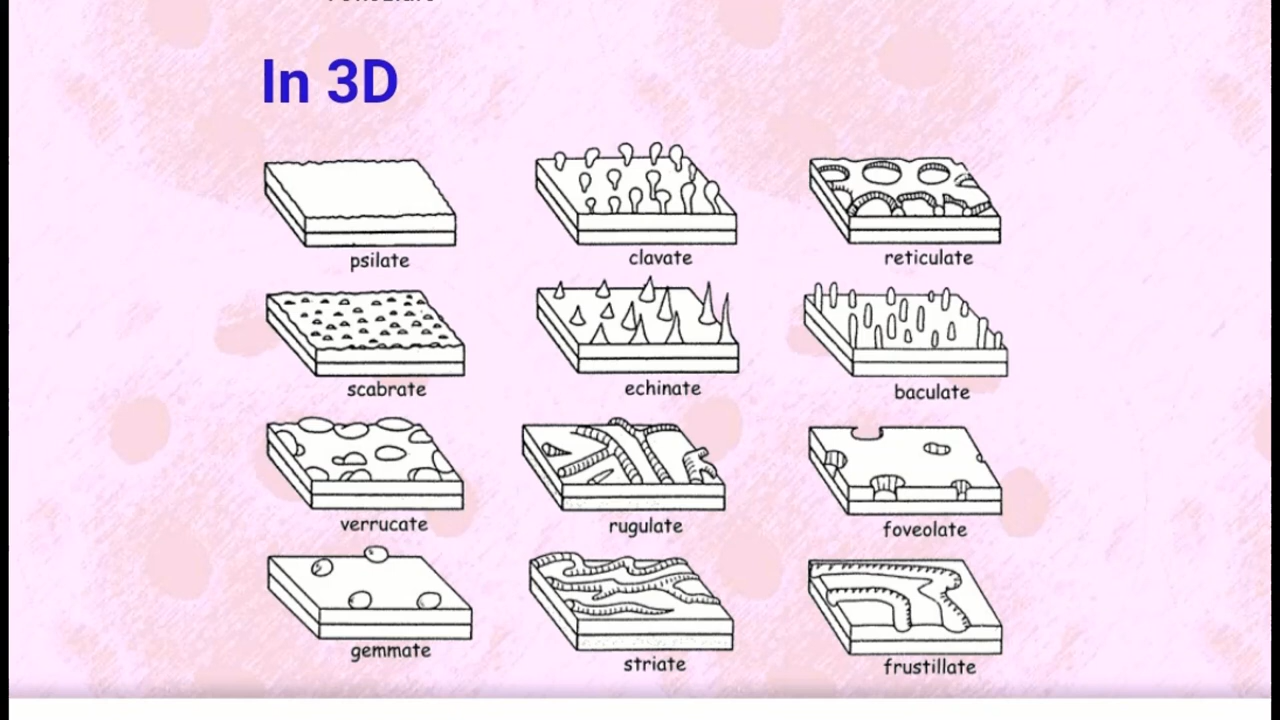 In 3D
psilate
clavate
reticulate
scabrate
echinate
baculate
verrucate
rugulate
foveolate
gemmate
striate
frustillate